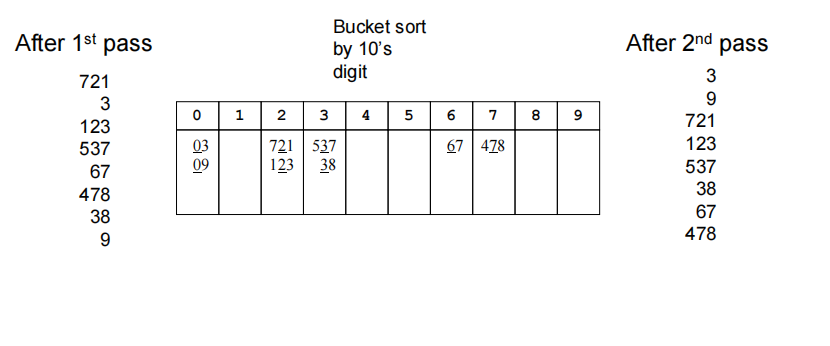 After 1st pass
721
3
123
537
67
478
38
9
Bucket sort
by 10's
digit
0 1 2 3 4 5 6 7 8 9
03 721 537 67 478
09 123 38
After 2nd pass
3
9
721
123
537
38
67
478